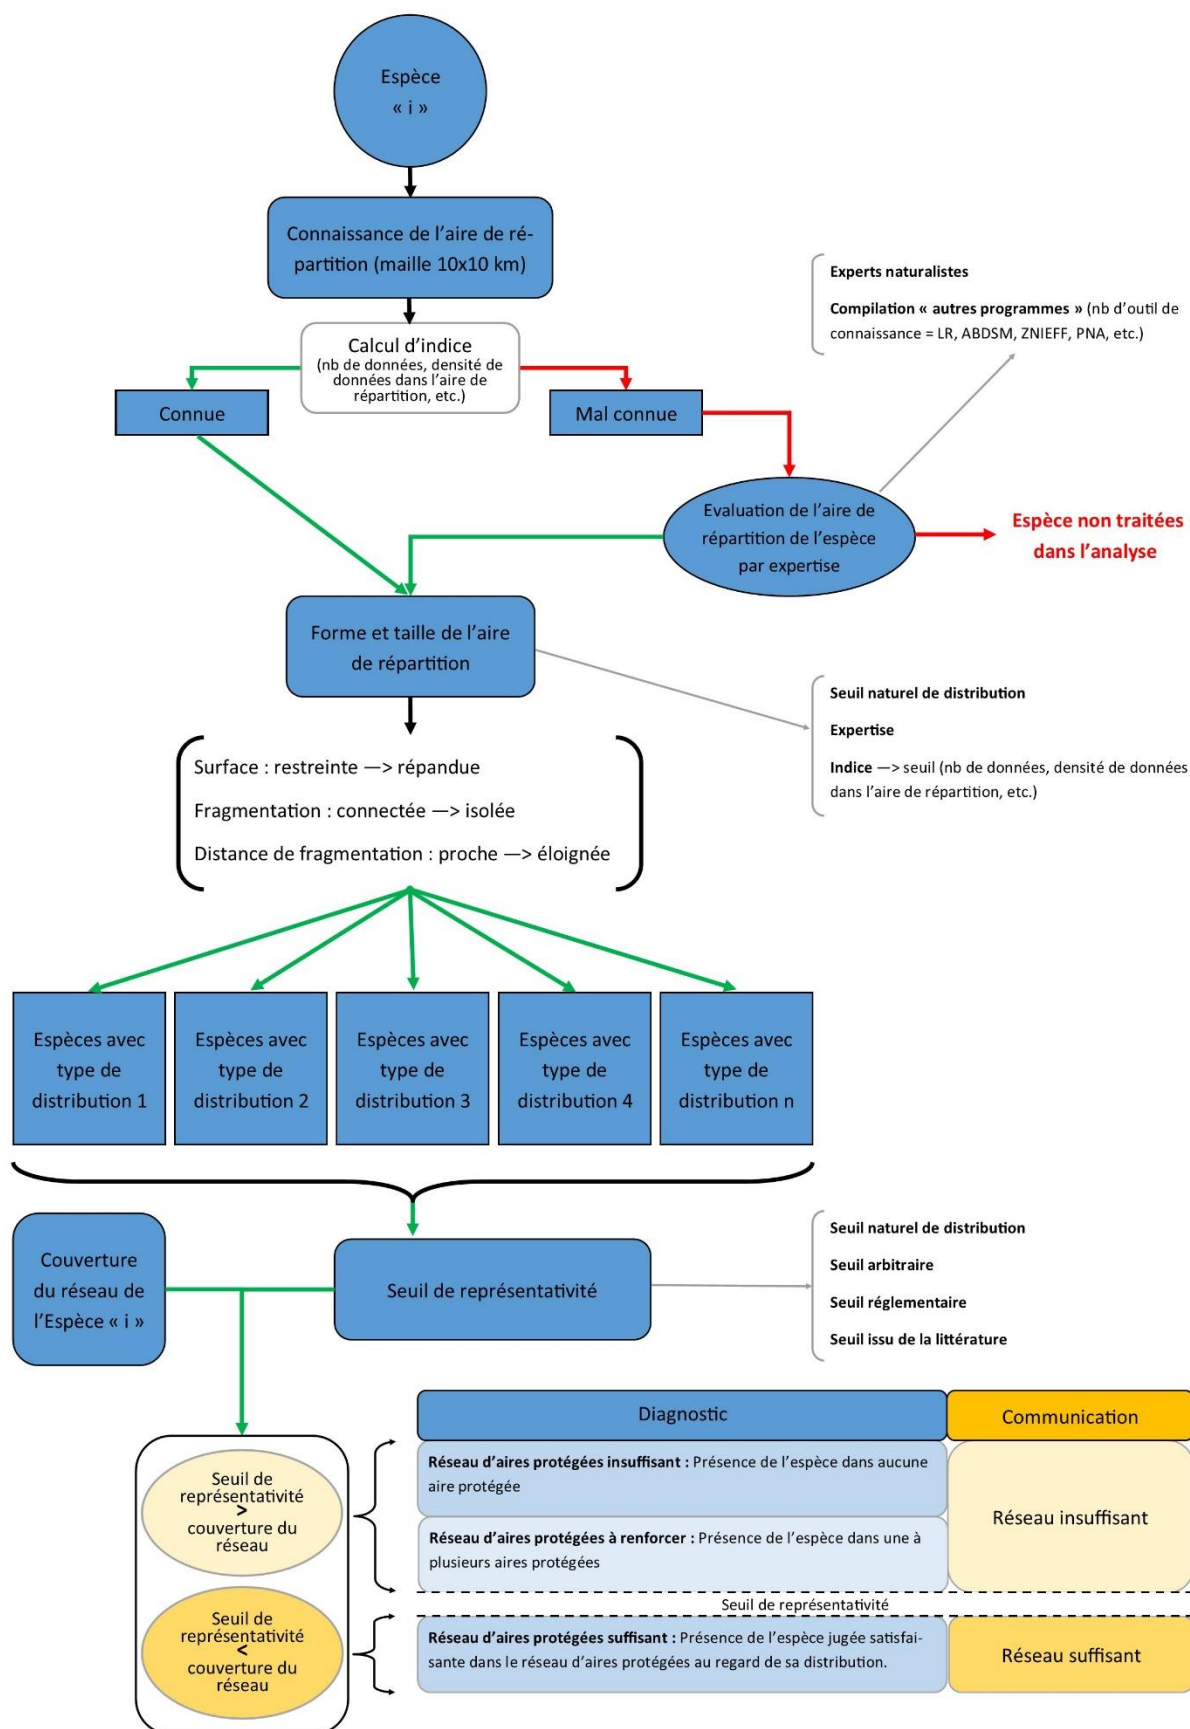 Espèce
« i »
Connaissance de l’aire de ré-
partition (maille 10x10 km)
Calcul d’indice
(nb de données, densité de
données dans l’aire de
répartition, etc.)
Connue
Mal connue
Experts naturalistes
Compilation « autres programmes » (nb d’outil de
connaissance = LR, ABDSM, ZNIEFF, PNA, etc.)
Evaluation de l’aire de
répartition de l’espèce
par expertise
Espèce non traitées
dans l’analyse
Forme et taille de l’aire
de répartition
Seuil naturel de distribution
Expertise
Indice —> seuil (nb de données, densité de données
dans l’aire de répartition, etc.)
Surface : restreinte —> répandue
Fragmentation : connectée —> isolée
Distance de fragmentation : proche —> éloignée
Espèces avec
type de
distribution 1
Espèces avec
type de
distribution 2
Espèces avec
type de
distribution 3
Espèces avec
type de
distribution 4
Espèces avec
type de
distribution n
Couverture
du réseau de
l’Espèce « i »
Seuil de représentativité
Seuil naturel de distribution
Seuil arbitraire
Seuil réglementaire
Seuil issu de la littérature
Diagnostic
Communication
Seuil de
représentativité
>
couverture du
réseau
Réseau d’aires protégées insuffisant : Présence de l’espèce dans aucune
aire protégée
Réseau d’aires protégées à renforcer : Présence de l’espèce dans une à
plusieurs aires protégées
Réseau insuffisant
Seuil de représentativité
Seuil de
représentativité
<
couverture du
réseau
Réseau d’aires protégées suffisant : Présence de l’espèce jugée satisfai-
sante dans le réseau d’aires protégées au regard de sa distribution.
Réseau suffisant